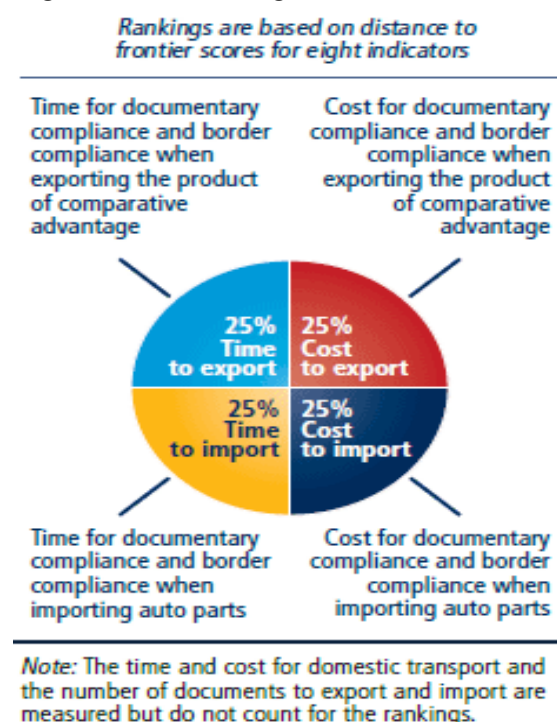 Rankings are based on distance to
frontier scores for eight indicators
Time for documentary
compliance and border
compliance when
exporting the product
of comparative
advantage
Cost for documentary
compliance and border
compliance when
exporting the product
of comparative
advantage
25%
Time
to export
25%
Cost
to export
25%
Time
to import
25%
Cost
to import
Time for documentary
compliance and border
compliance when
importing auto parts
Cost for documentary
compliance and border
compliance when
importing auto parts
Note: The time and cost for domestic transport and
the number of documents to export and import are
measured but do not count for the rankings.